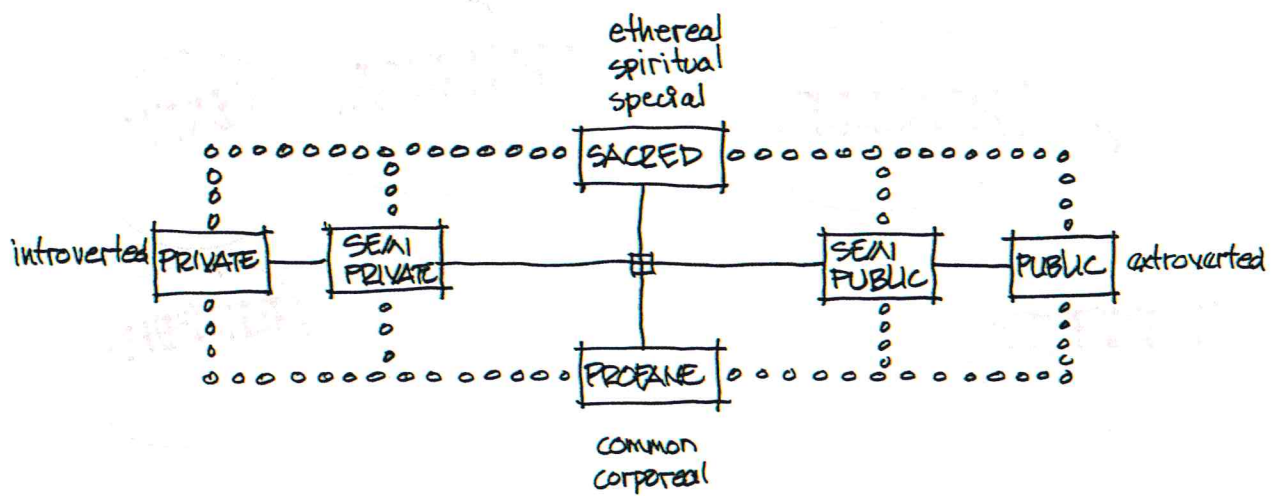 ethereal
spiritual
special
SACRED
introverted PRIVATE SEMI PRIVATE SEMI PUBLIC PUBLIC extroverted
PROFANE
common
corporeal